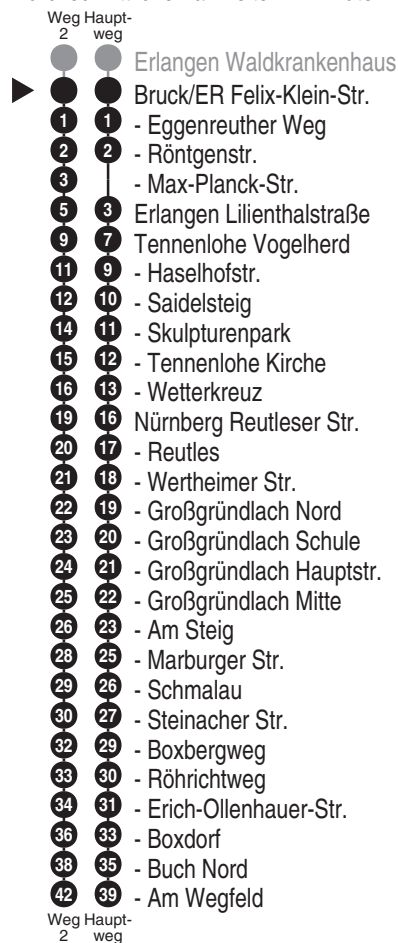 Weg Haupt-
2 weg
Erlangen Waldkrankenhaus
Bruck/ER Felix-Klein-Str.
1 1 - Eggenreuther Weg
2 2 - Röntgenstr.
3 - Max-Planck-Str.
5 3 Erlangen Lilienthalstraße
9 7 Tennenlohe Vogelherd
11 9 - Haselhofstr.
12 10 - Saidelsteig
14 11 - Skulpturenpark
15 12 - Tennenlohe Kirche
16 13 - Wetterkreuz
19 16 Nürnberg Reutleser Str.
20 17 - Reutles
21 18 - Wertheimer Str.
22 19 - Großgründlach Nord
23 20 - Großgründlach Schule
24 21 - Großgründlach Hauptstr.
25 22 - Großgründlach Mitte
26 23 - Am Steig
28 25 - Marburger Str.
29 26 - Schmalau
30 27 - Steinacher Str.
32 29 - Boxbergweg
33 30 - Röhrichtweg
34 31 - Erich-Ollenhauer-Str.
36 33 - Boxdorf
38 35 - Buch Nord
42 39 - Am Wegfeld
Weg Haupt-
2 weg